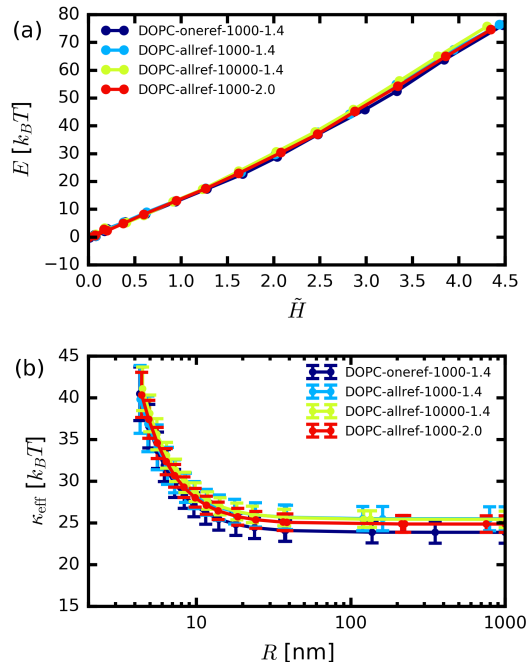 (a)
DOPC-oneref-1000-1.4
DOPC-allref-1000-1.4
DOPC-allref-10000-1.4
DOPC-allref-1000-2.0
80
70
60
50
40
30
20
10
0
−10
E [k_BT]
0.0 0.5 1.0 1.5 2.0 2.5 3.0 3.5 4.0 4.5
H̃
(b)
DOPC-oneref-1000-1.4
DOPC-allref-1000-1.4
DOPC-allref-10000-1.4
DOPC-allref-1000-2.0
45
40
35
30
25
20
15
κ_eff [k_BT]
10 100 1000
R [nm]